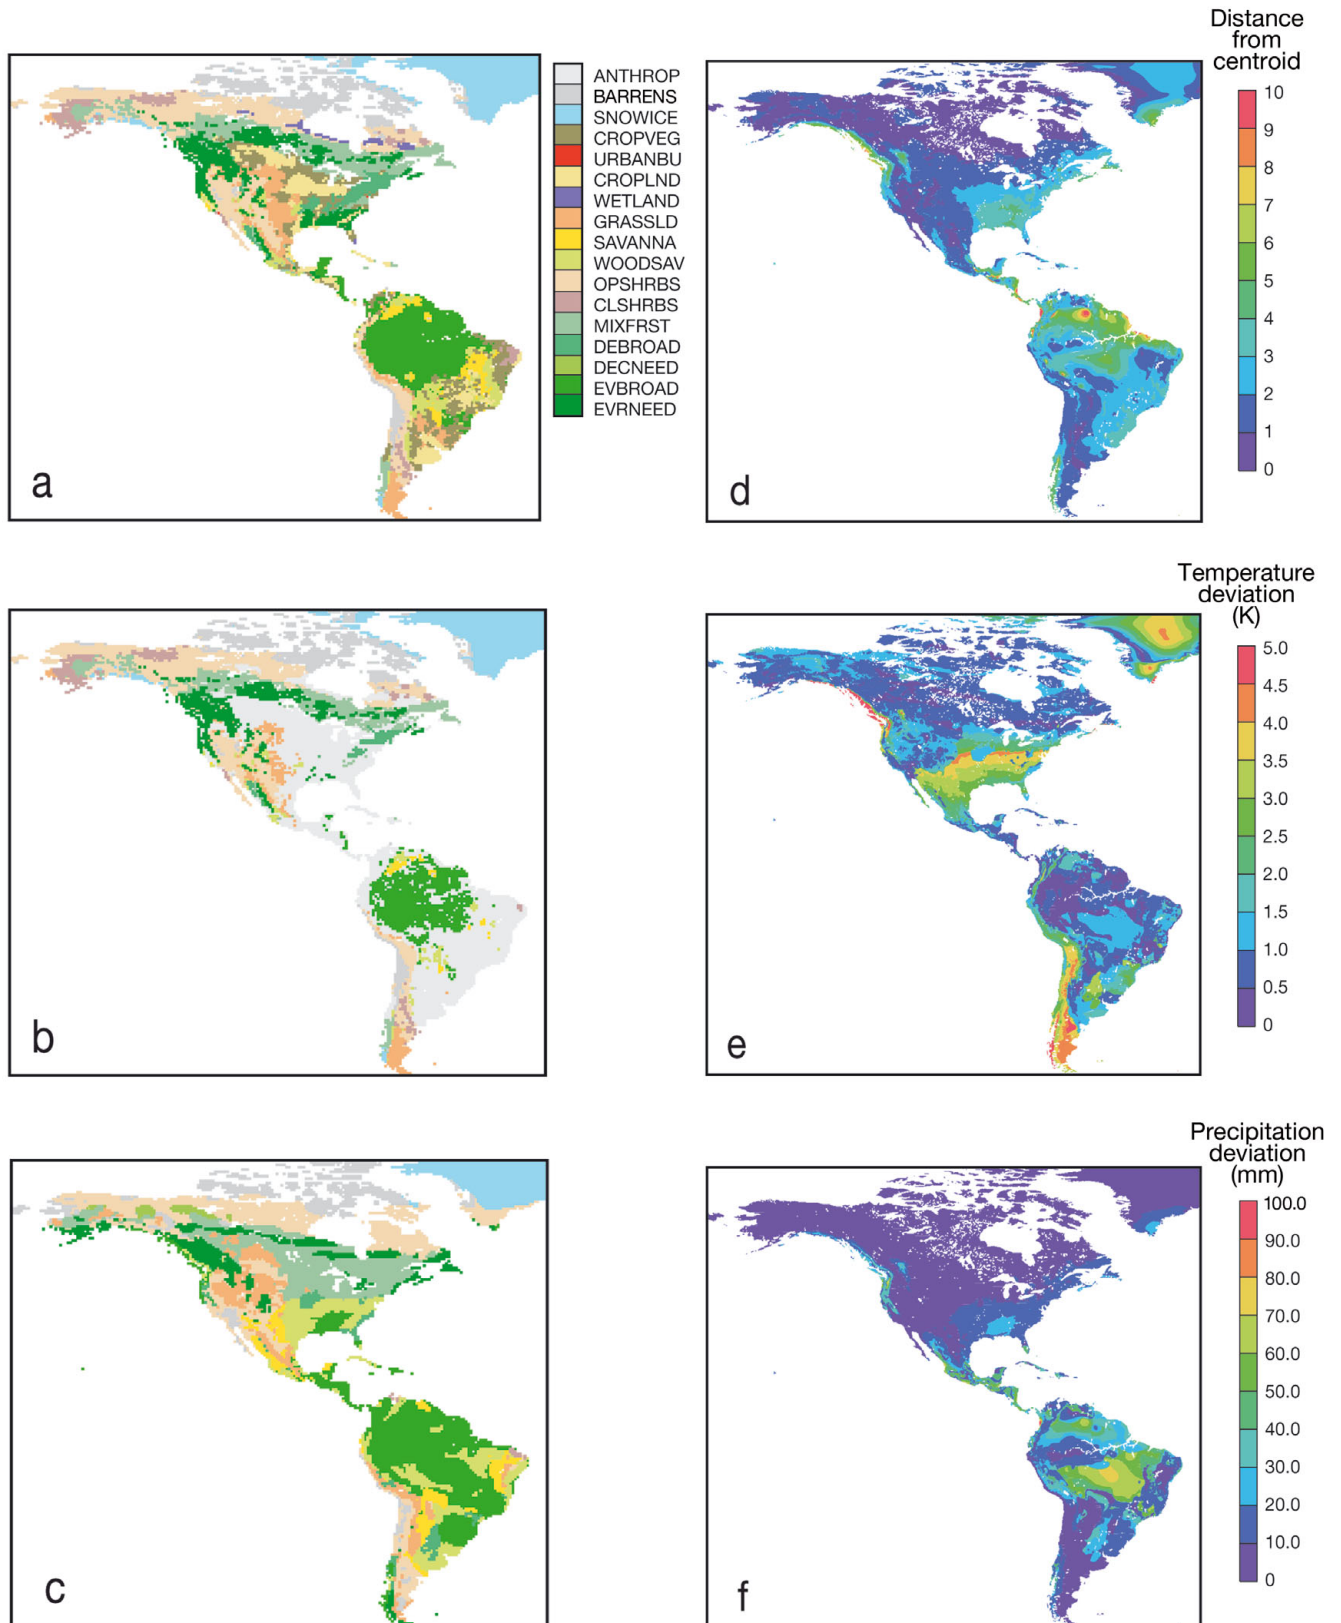 a
ANTHROP
BARRENS
SNOWICE
CROPVEG
URBANBU
CROPLND
WETLAND
GRASSLD
SAVANNA
WOODSAV
OPSHRBS
CLSHRBS
MIXFRST
DEBROAD
DECNEED
EVBROAD
EVRNEED
d
Distance
from
centroid
10
9
8
7
6
5
4
3
2
1
0
b
e
Temperature
deviation
(K)
5.0
4.5
4.0
3.5
3.0
2.5
2.0
1.5
1.0
0.5
0
c
f
Precipitation
deviation
(mm)
100.0
90.0
80.0
70.0
60.0
50.0
40.0
30.0
20.0
10.0
0